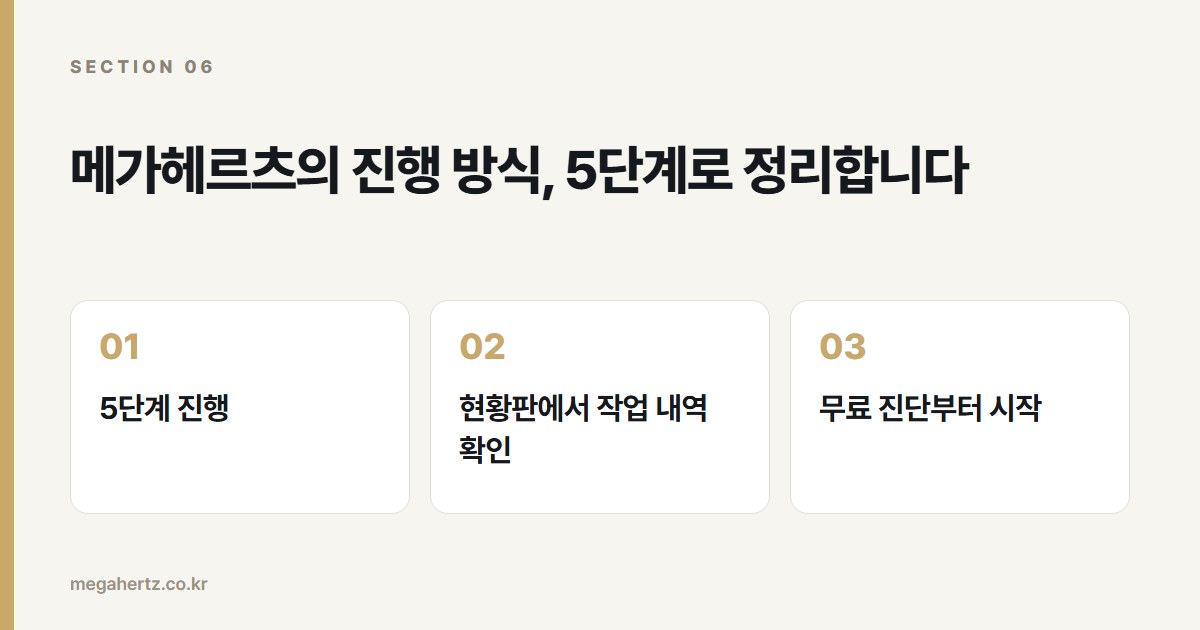 SECTION 06
메가헤르츠의 진행 방식, 5단계로 정리합니다
01
5단계 진행
02
현황판에서 작업 내역
확인
03
무료 진단부터 시작
megahertz.co.kr